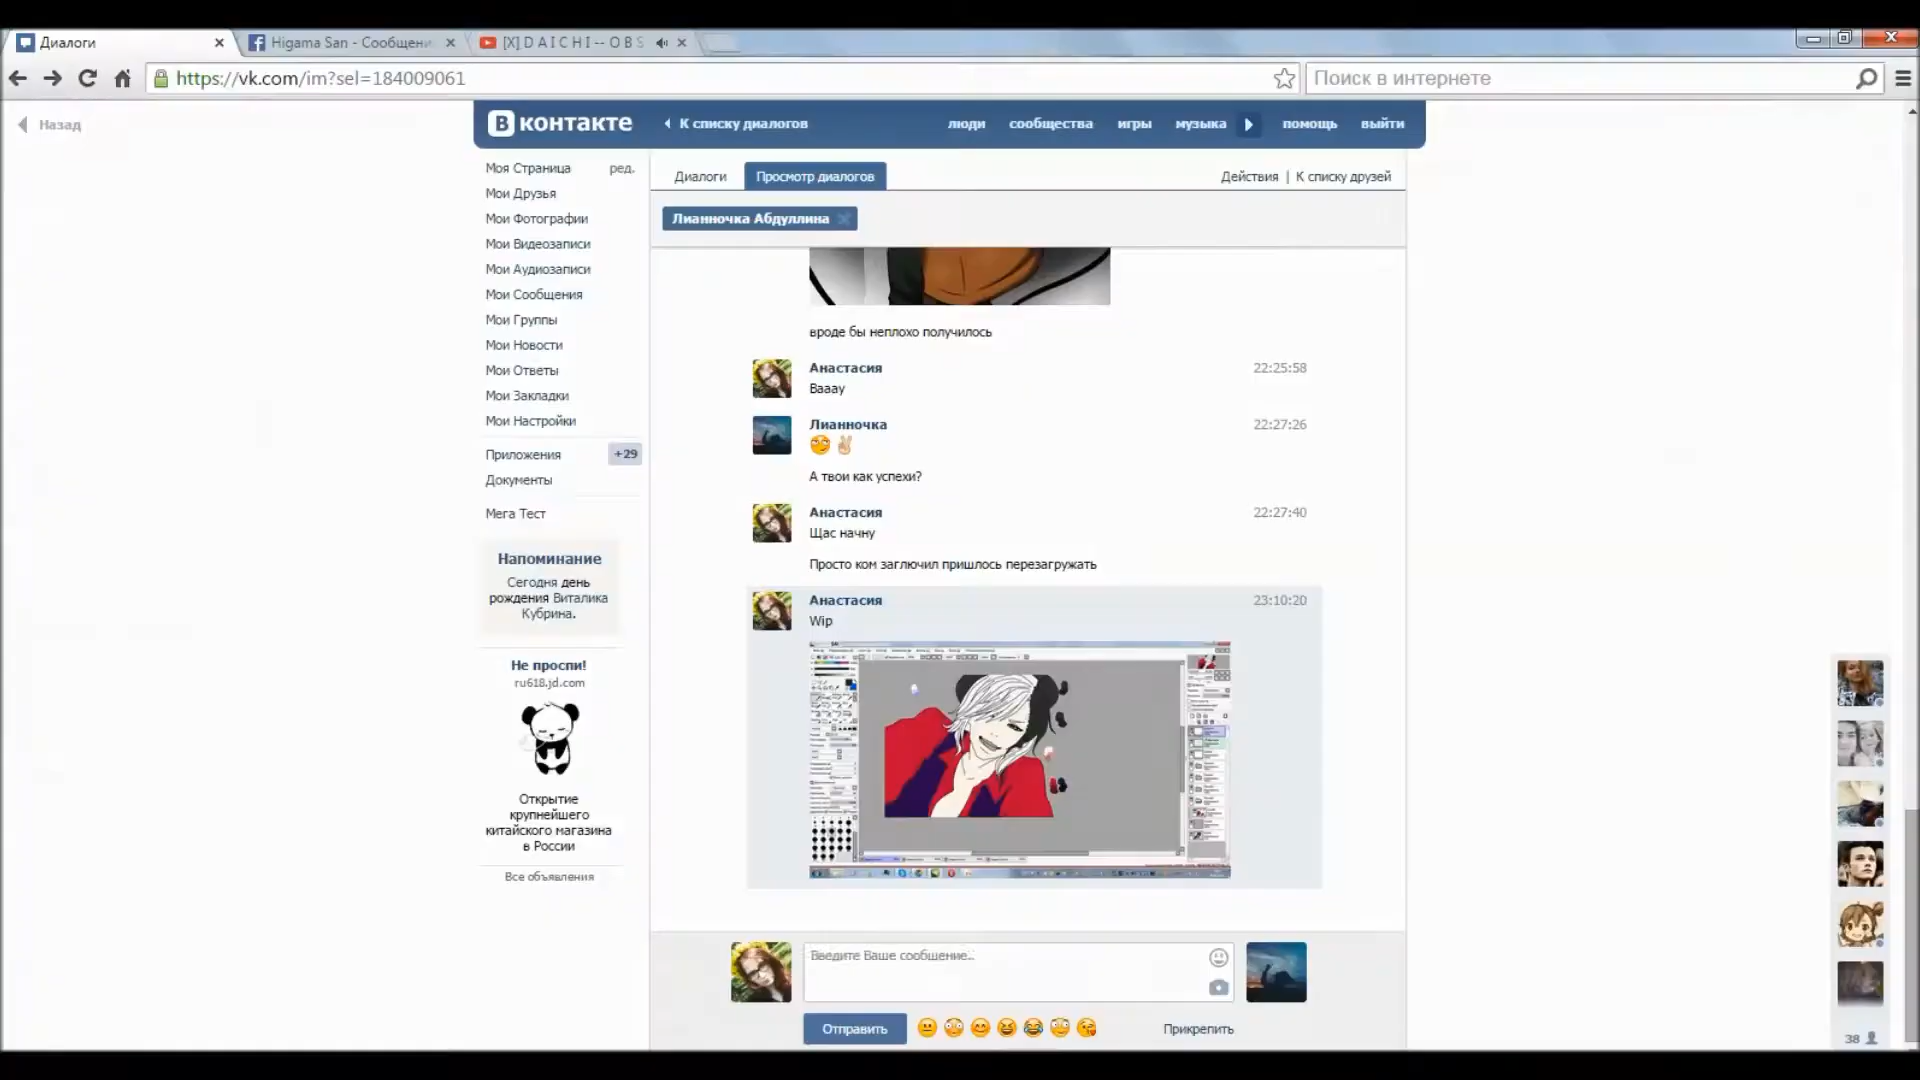 Диалоги
Higama San - Сообщени
[X] D A I C H I -- O B S
https://vk.com/im?sel=184009061
Поиск в интернете
Назад
В контакте
К списку диалогов
люди
сообщества
игры
музыка
помощь
выйти
Моя Страница ред.
Мои Друзья
Мои Фотографии
Мои Видеозаписи
Мои Аудиозаписи
Мои Сообщения
Мои Группы
Мои Новости
Мои Ответы
Мои Закладки
Мои Настройки
Приложения +29
Документы
Мега Тест
Напоминание
Сегодня день
рождения Виталика
Кубрина.
Не проспи!
ru618.jd.com
Открытие
крупнейшего
китайского магазина
в России
Все объявления
Диалоги
Просмотр диалогов
Действия | К списку друзей
Лианночка Абдуллина
вроде бы неплохо получилось
Анастасия 22:25:58
Вааау
Лианночка 22:27:26
А твои как успехи?
Анастасия 22:27:40
Щас начну
Просто ком заглючил пришлось перезагружать
Анастасия 23:10:20
Wip
Введите Ваше сообщение..
Отправить
Прикрепить
38